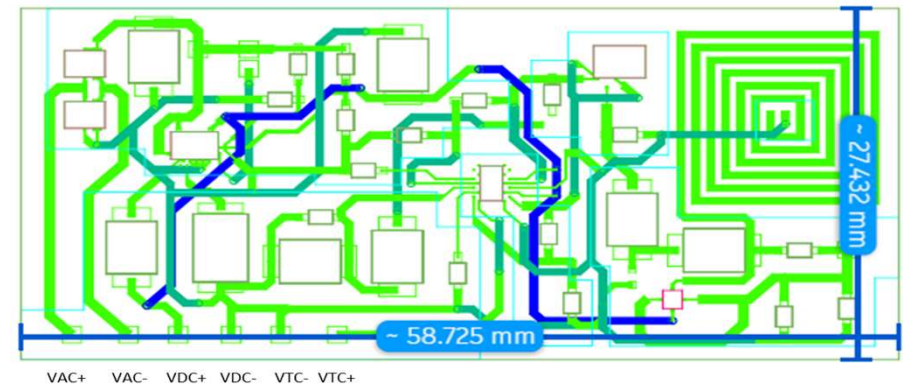 ~ 27.432 mm
~ 58.725 mm
VAC+ VAC- VDC+ VDC- VTC- VTC+